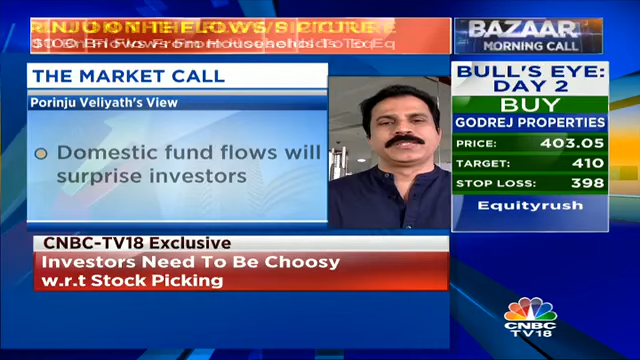 BAZAAR
MORNING CALL
THE MARKET CALL
Porinju Veliyath's View
Domestic fund flows will
surprise investors
BULL'S EYE:
DAY 2
BUY
GODREJ PROPERTIES
PRICE: 403.05
TARGET: 410
STOP LOSS: 398
Equityrush
CNBC-TV18 Exclusive
Investors Need To Be Choosy
w.r.t Stock Picking
CNBC
TV18